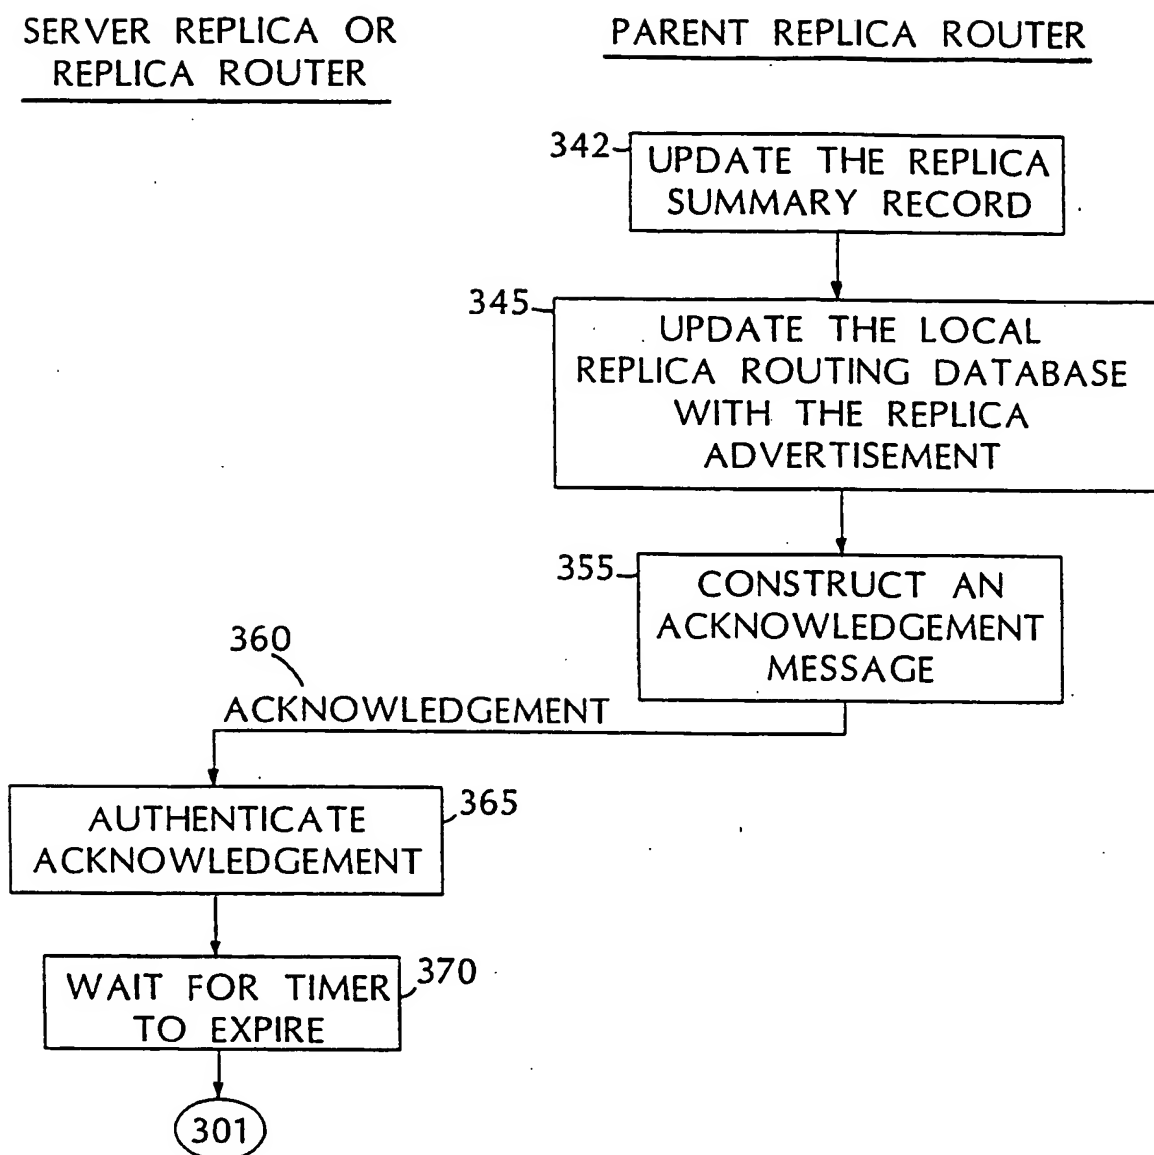 SERVER REPLICA OR
REPLICA ROUTER
PARENT REPLICA ROUTER
342
UPDATE THE REPLICA
SUMMARY RECORD
345
UPDATE THE LOCAL
REPLICA ROUTING DATABASE
WITH THE REPLICA
ADVERTISEMENT
355
CONSTRUCT AN
ACKNOWLEDGEMENT
MESSAGE
360
ACKNOWLEDGEMENT
AUTHENTICATE
ACKNOWLEDGEMENT
365
WAIT FOR TIMER
TO EXPIRE
370
301